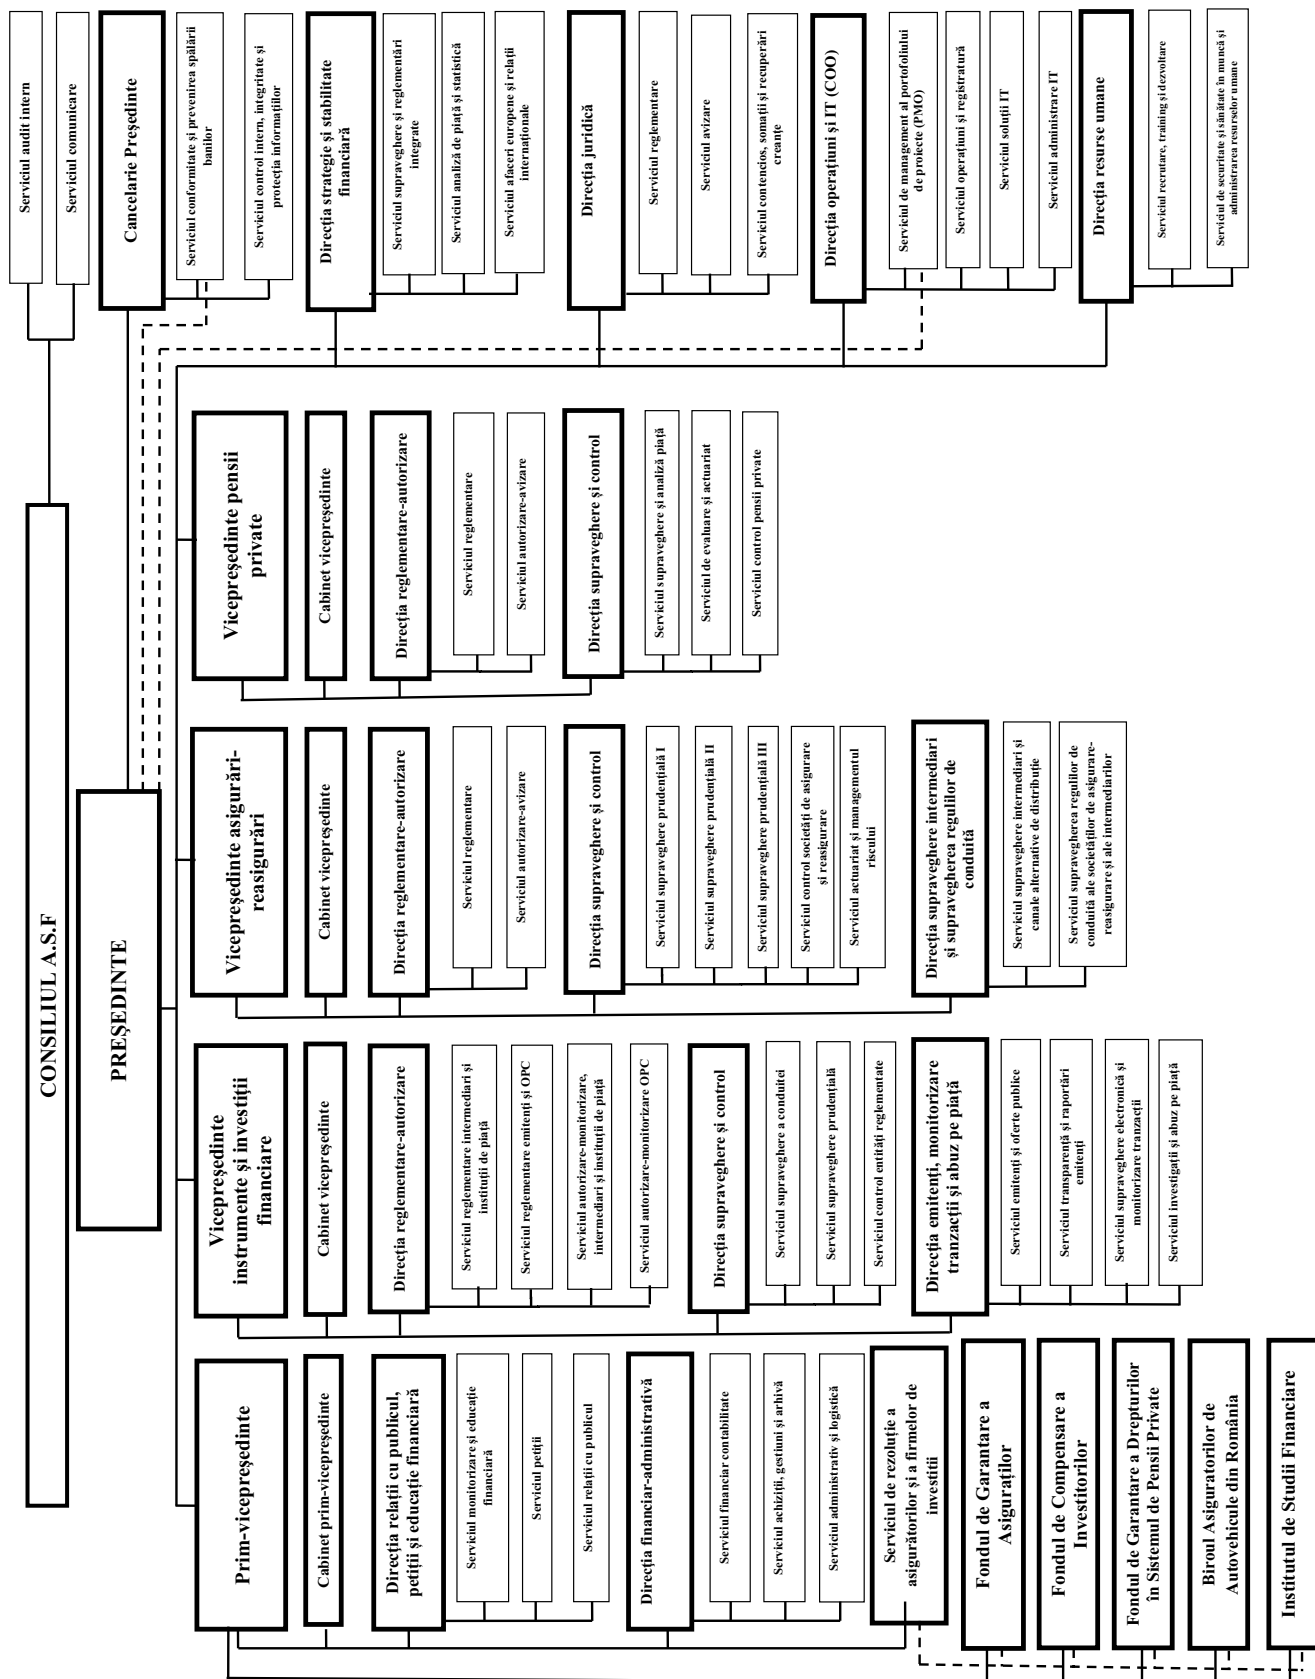 CONSILIUL A.S.F
Serviciul audit intern
Serviciul comunicare
PREȘEDINTE
Cancelarie Președinte
Serviciul conformitate și prevenirea spălării
banilor
Serviciul control intern, integritate și
protecția informațiilor
Prim-vicepreședinte
Cabinet prim-vicepreședinte
Direcția relații cu publicul,
petiții și educație financiară
Serviciul monitorizare și educație
financiară
Serviciul petiții
Serviciul relații cu publicul
Direcția financiar-administrativă
Serviciul financiar contabilitate
Serviciul achiziții, gestiuni și arhivă
Serviciul administrativ și logistică
Serviciul de rezoluție a
asigurătorilor și a firmelor de
investitii
Fondul de Garantare a
Asiguraților
Fondul de Compensare a
Investitorilor
Fondul de Garantare a Drepturilor
în Sistemul de Pensii Private
Biroul Asiguratorilor de
Autovehicule din România
Institutul de Studii Financiare
Vicepreședinte
instrumente și investiții
financiare
Cabinet vicepreședinte
Direcția reglementare-autorizare
Serviciul reglementare intermediari și
instituții de piață
Serviciul reglementare emitenți și OPC
Serviciul autorizare-monitorizare,
intermediari și instituții de piață
Serviciul autorizare-monitorizare OPC
Direcția supraveghere și control
Serviciul supraveghere a conduitei
Serviciul supraveghere prudențială
Serviciul control entități reglementate
Direcția emitenți, monitorizare
tranzacții și abuz pe piață
Serviciul emitenți și oferte publice
Serviciul transparență și raportări
emitenți
Serviciul supraveghere electronică și
monitorizare tranzacții
Serviciul investigații și abuz pe piață
Vicepreședinte asigurări-
reasigurări
Cabinet vicepreședinte
Direcția reglementare-autorizare
Serviciul reglementare
Serviciul autorizare-avizare
Direcția supraveghere și control
Serviciul supraveghere prudențială I
Serviciul supraveghere prudențială II
Serviciul supraveghere prudențială III
Serviciul control societăți de asigurare
și reasigurare
Serviciul actuariat și managmentul
riscului
Direcția supraveghere intermediari
și supravegherea regulilor de
conduită
Serviciul supraveghere intermediari și
canale alternative de distribuție
Serviciul supravegherea regulilor de
conduită ale societăților de asigurare-
reasigurare și ale intermediarilor
Vicepreședinte pensii
private
Cabinet vicepreședinte
Direcția reglementare-autorizare
Serviciul reglementare
Serviciul autorizare-avizare
Direcția supraveghere și control
Serviciul supraveghere și analiză piață
Serviciul de evaluare și actuariat
Serviciul control pensii private
Direcția strategie și stabilitate
financiară
Serviciul supraveghere și reglementări
integrate
Serviciul analiză de piață și statistică
Serviciul afaceri europene și relații
internaționale
Direcția juridică
Serviciul reglementare
Serviciul avizare
Serviciul contencios, somații și recuperări
creanțe
Direcția operațiuni și IT (COO)
Serviciul de management al portofoliului
de proiecte (PMO)
Serviciul operațiuni și registratură
Serviciul soluții IT
Serviciul administrare IT
Direcția resurse umane
Serviciul recrutare, training și dezvoltare
Serviciul de securitate și sănătate în muncă și
administrarea resurselor umane